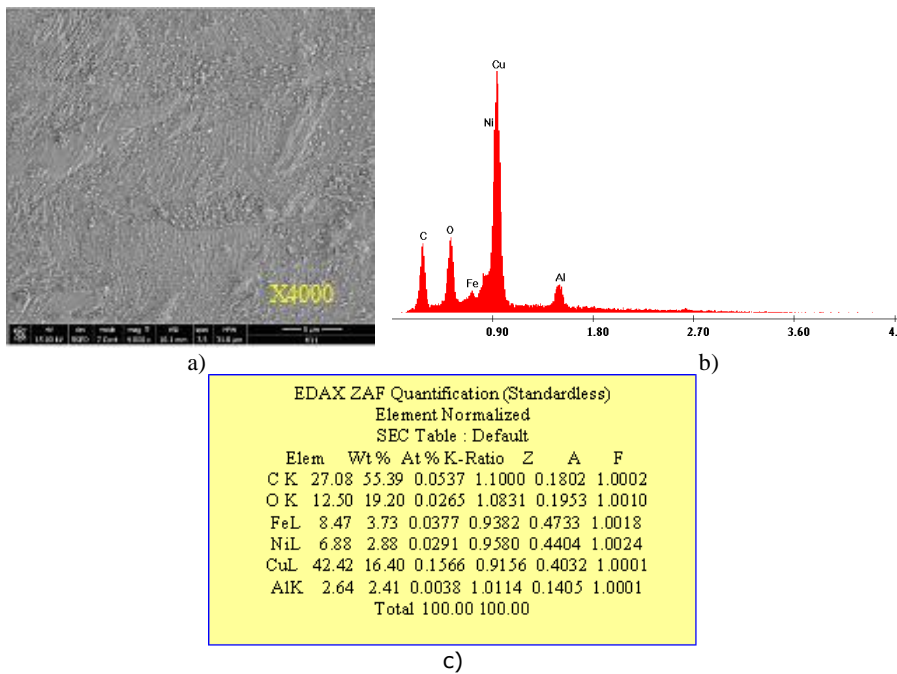 X4000
a)
Cu
Ni
C
O
Fe
Al
0.90 1.80 2.70 3.60 4.
b)
EDAX ZAF Quantification (Standardless)
Element Normalized
SEC Table : Default
Elem Wt % At % K-Ratio Z A F
C K 27.08 55.39 0.0537 1.1000 0.1802 1.0002
O K 12.50 19.20 0.0265 1.0831 0.1953 1.0010
FeL 8.47 3.73 0.0377 0.9382 0.4733 1.0018
NiL 6.88 2.88 0.0291 0.9580 0.4404 1.0024
CuL 42.42 16.40 0.1566 0.9156 0.4032 1.0001
AlK 2.64 2.41 0.0038 1.0114 0.1405 1.0001
Total 100.00 100.00
c)